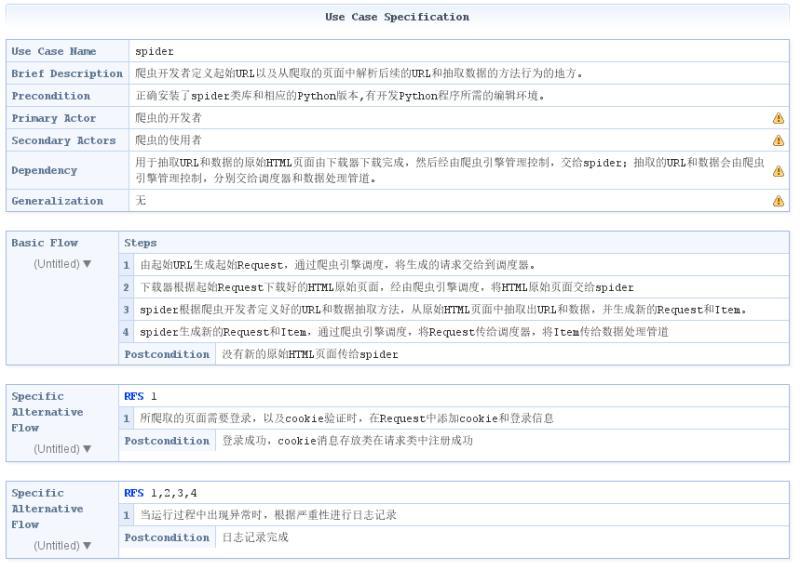 Use Case Specification
Use Case Name spider
Brief Description 爬虫开发者定义起始URL以及从爬取的页面中解析后续的URL和抽取数据的方法行为的地方。
Precondition 正确安装了spider类库和相应的Python版本,有开发Python程序所需的编辑环境。
Primary Actor 爬虫的开发者
Secondary Actors 爬虫的使用者
Dependency 用于抽取URL和数据的原始HTML页面由下载器下载完成，然后经由爬虫引擎管理控制，交给spider；抽取的URL和数据会由爬虫
引擎管理控制，分别交给调度器和数据处理管道。
Generalization 无
Basic Flow Steps
(Untitled) ▼
1 由起始URL生成起始Request，通过爬虫引擎调度，将生成的请求交给到调度器。
2 下载器根据起始Request下载好的HTML原始页面，经由爬虫引擎调度，将HTML原始页面交给spider
3 spider根据爬虫开发者定义好的URL和数据抽取方法，从原始HTML页面中抽取出URL和数据，并生成新的Request和Item。
4 spider生成新的Request和Item，通过爬虫引擎调度，将Request传给调度器，将Item传给数据处理管道
Postcondition 没有新的原始HTML页面传给spider
Specific
Alternative
Flow
(Untitled) ▼
RFS 1
1 所爬取的页面需要登录，以及cookie验证时，在Request中添加cookie和登录信息
Postcondition 登录成功，cookie消息存放类在请求类中注册成功
Specific
Alternative
Flow
(Untitled) ▼
RFS 1,2,3,4
1 当运行过程中出现异常时，根据严重性进行日志记录
Postcondition 日志记录完成